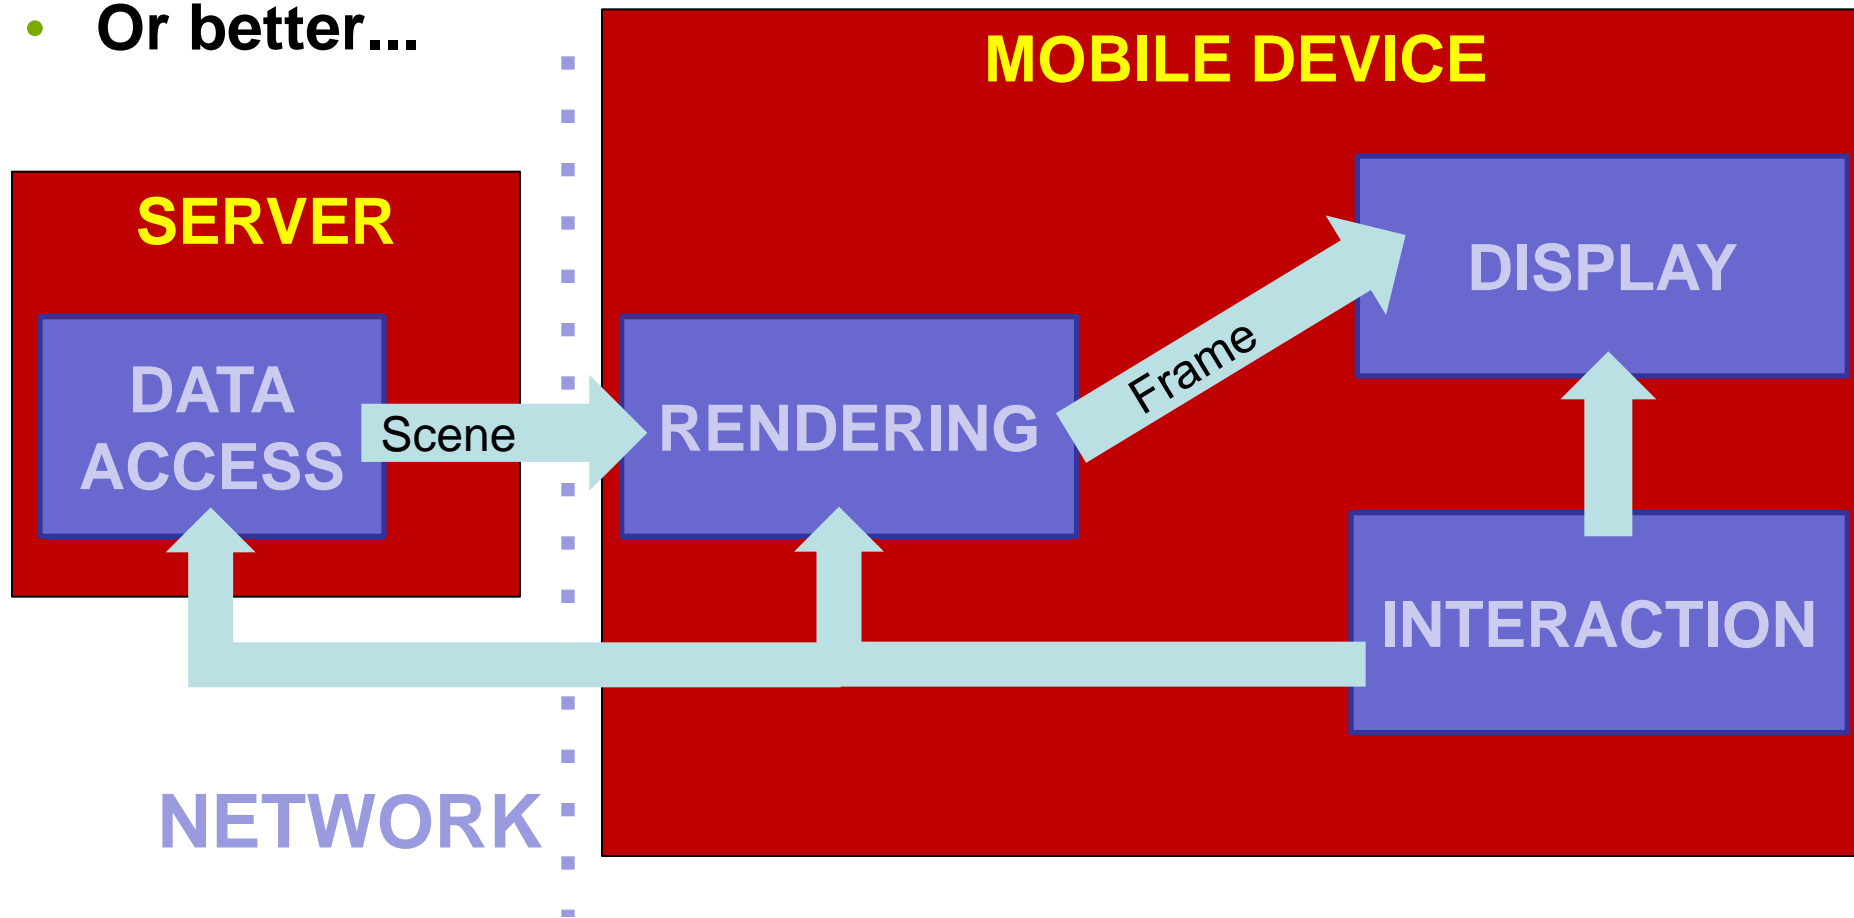 • Or better...
MOBILE DEVICE
SERVER
DISPLAY
DATA
ACCESS
Scene
RENDERING
Frame
INTERACTION
NETWORK